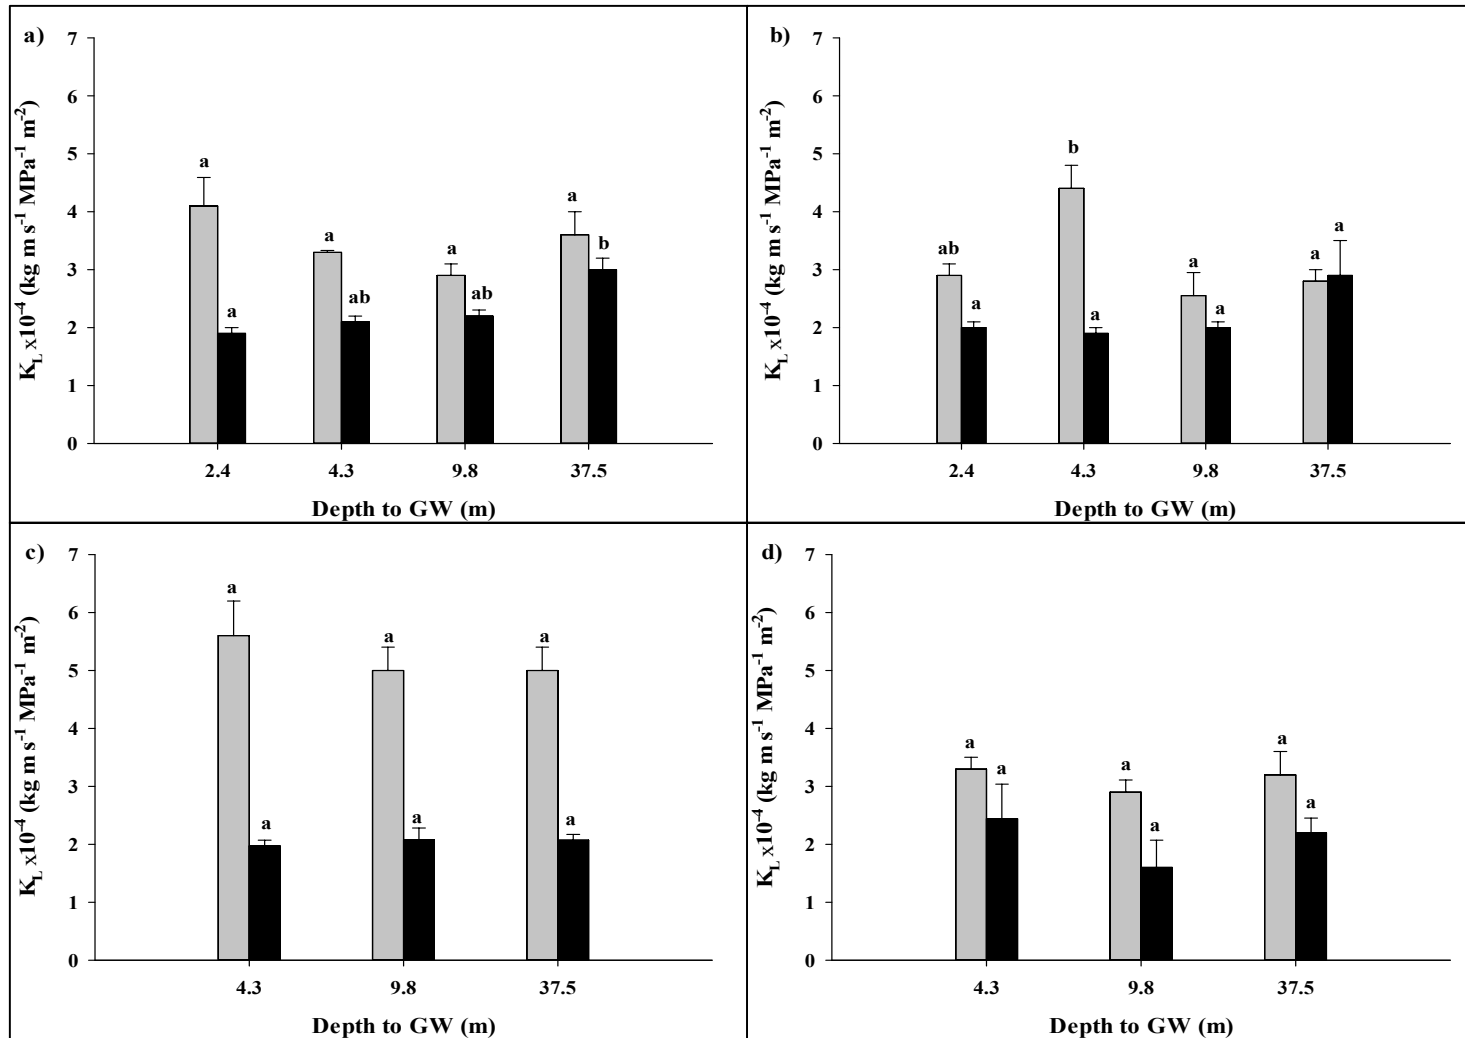 a)
7
6
5
4
3
2
1
0
K_L x10^-4 (kg m s^-1 MPa^-1 m^-2)
a
a
a
ab
a
ab
a
b
2.4 4.3 9.8 37.5
Depth to GW (m)
b)
7
6
5
4
3
2
1
0
K_L x10^-4 (kg m s^-1 MPa^-1 m^-2)
ab
a
b
a
a
a
a
a
2.4 4.3 9.8 37.5
Depth to GW (m)
c)
7
6
5
4
3
2
1
0
K_L x10^-4 (kg m s^-1 MPa^-1 m^-2)
a
a
a
a
a
a
4.3 9.8 37.5
Depth to GW (m)
d)
7
6
5
4
3
2
1
0
K_L x10^-4 (kg m s^-1 MPa^-1 m^-2)
a
a
a
a
a
a
4.3 9.8 37.5
Depth to GW (m)